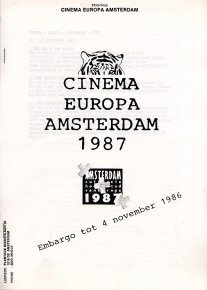 STICHTING
CINEMA EUROPA AMSTERDAM
CINEMA
EUROPA
AMSTERDAM
1987
AMSTERDAM
1987
Embargo tot 4 november 1986